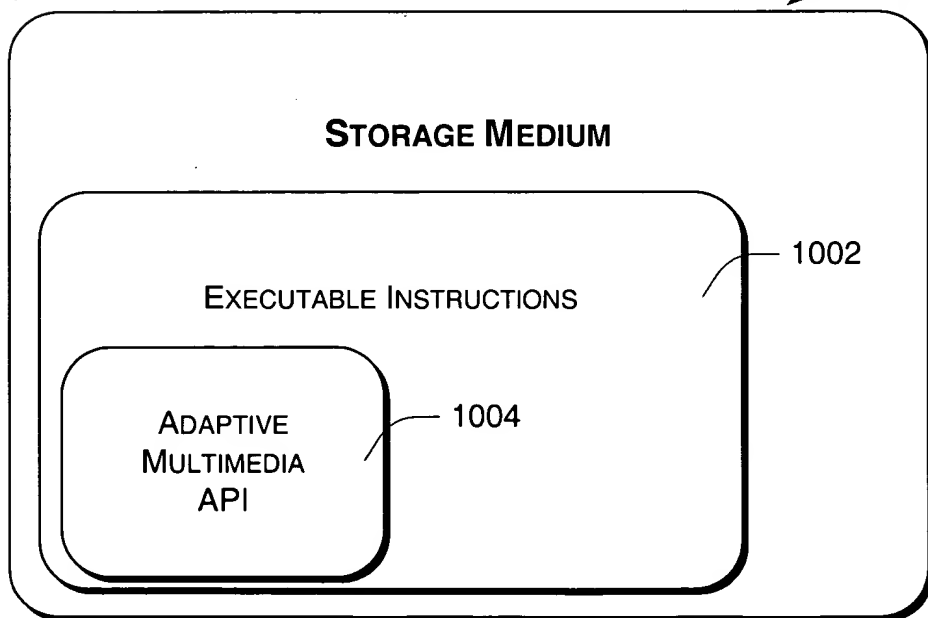 STORAGE MEDIUM
1002
EXECUTABLE INSTRUCTIONS
1004
ADAPTIVE
MULTIMEDIA
API